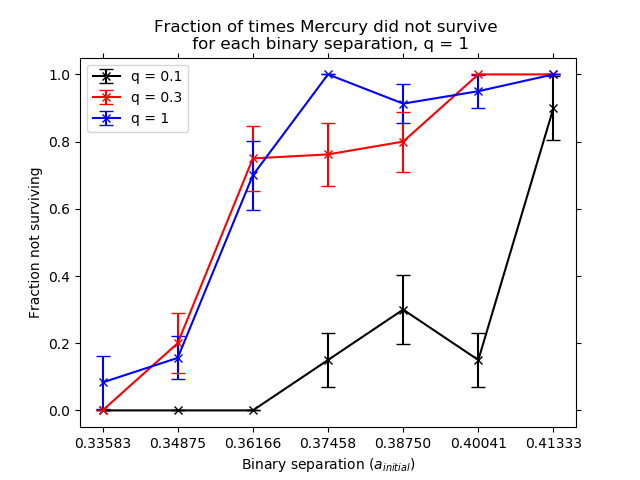 Fraction of times Mercury did not survive
for each binary separation, q = 1
q = 0.1
q = 0.3
q = 1
Fraction not surviving
1.0
0.8
0.6
0.4
0.2
0.0
0.33583 0.34875 0.36166 0.37458 0.38750 0.40041 0.41333
Binary separation (a_initial)